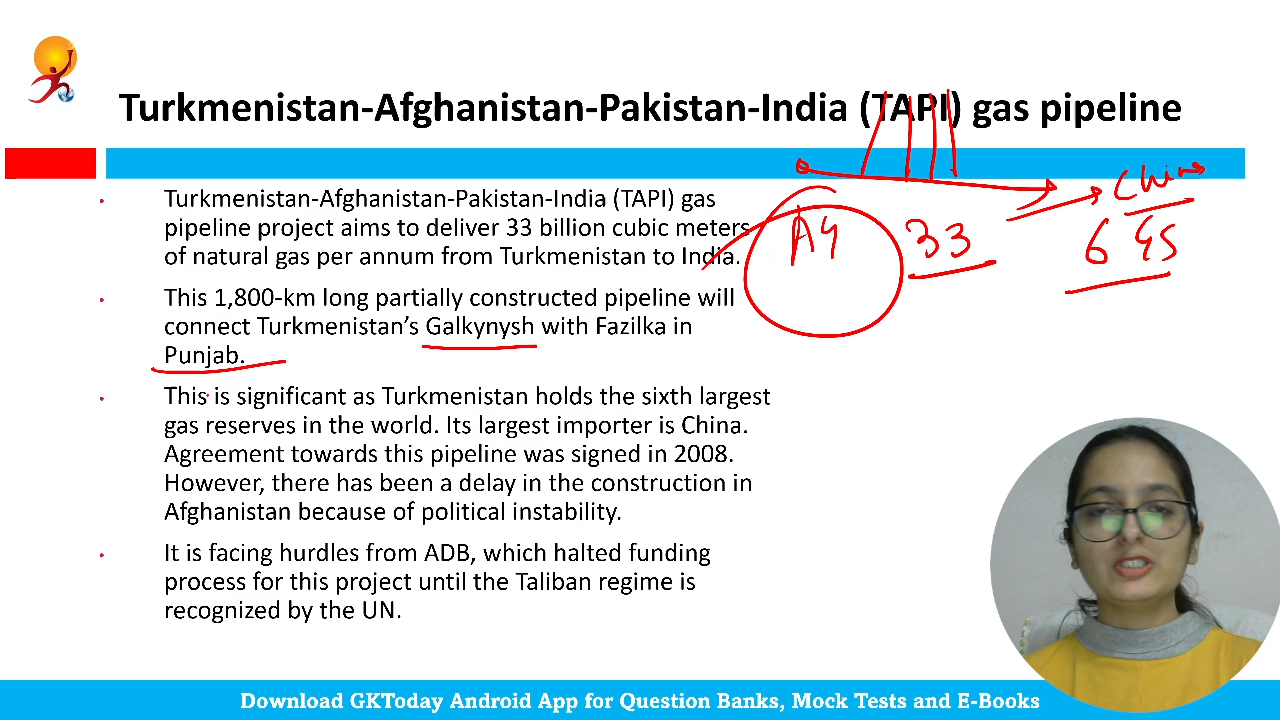 Turkmenistan-Afghanistan-Pakistan-India (TAPI) gas pipeline
Turkmenistan-Afghanistan-Pakistan-India (TAPI) gas
pipeline project aims to deliver 33 billion cubic meters
of natural gas per annum from Turkmenistan to India.
This 1,800-km long partially constructed pipeline will
connect Turkmenistan's Galkynysh with Fazilka in
Punjab.
This is significant as Turkmenistan holds the sixth largest
gas reserves in the world. Its largest importer is China.
Agreement towards this pipeline was signed in 2008.
However, there has been a delay in the construction in
Afghanistan because of political instability.
It is facing hurdles from ADB, which halted funding
process for this project until the Taliban regime is
recognized by the UN.
China
33
Download GKToday Android App for Question Banks, Mock Tests and E-Books